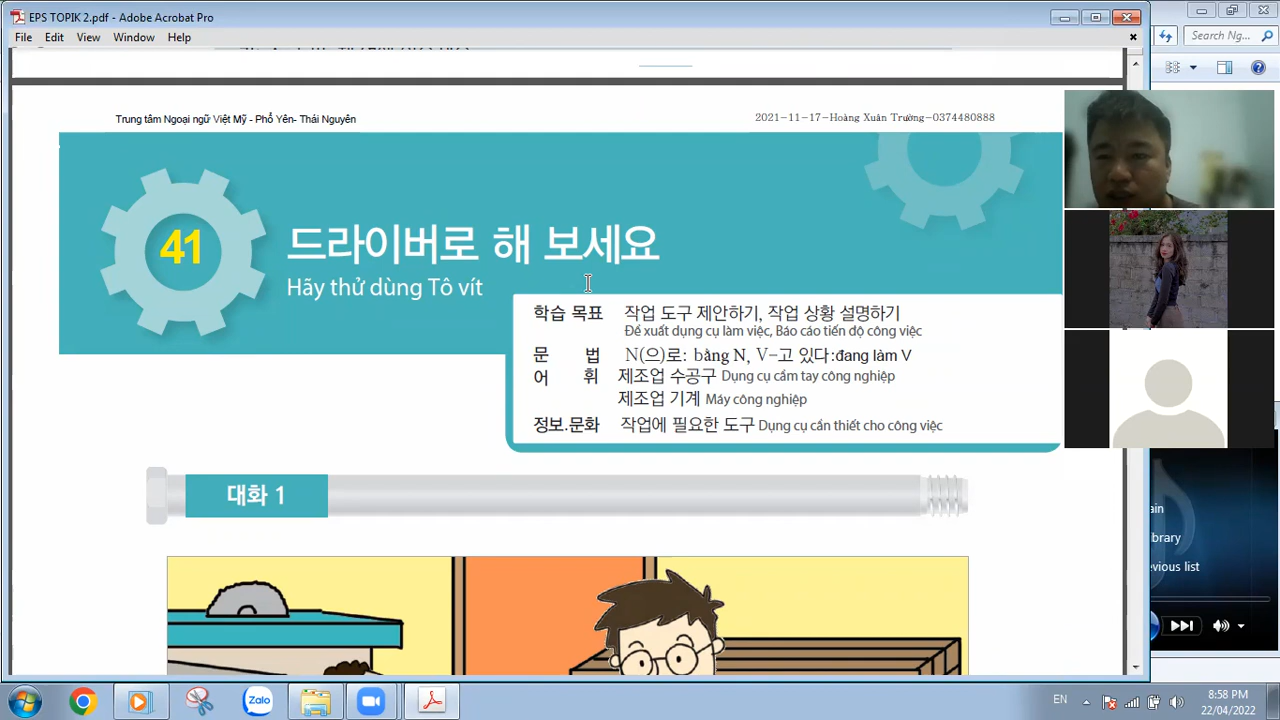 EPS TOPIK 2.pdf - Adobe Acrobat Pro
File Edit View Window Help
Search Ng...
Trung tâm Ngoại ngữ Việt Mỹ - Phổ Yên- Thái Nguyên
2021-11-17-Hoàng Xuân Trường-0374480888
41
드라이버로 해 보세요
Hãy thử dùng Tô vít
학습 목표 작업 도구 제안하기, 작업 상황 설명하기
Đề xuất dụng cụ làm việc, Báo cáo tiến độ công việc
문 법 N(으)로: bằng N, V-고 있다:đang làm V
어 휘 제조업 수공구 Dụng cụ cầm tay công nghiệp
제조업 기계 Máy công nghiệp
정보.문화 작업에 필요한 도구 Dụng cụ cần thiết cho công việc
대화 1
ain
ibrary
evious list
Zalo
EN
8:58 PM
22/04/2022